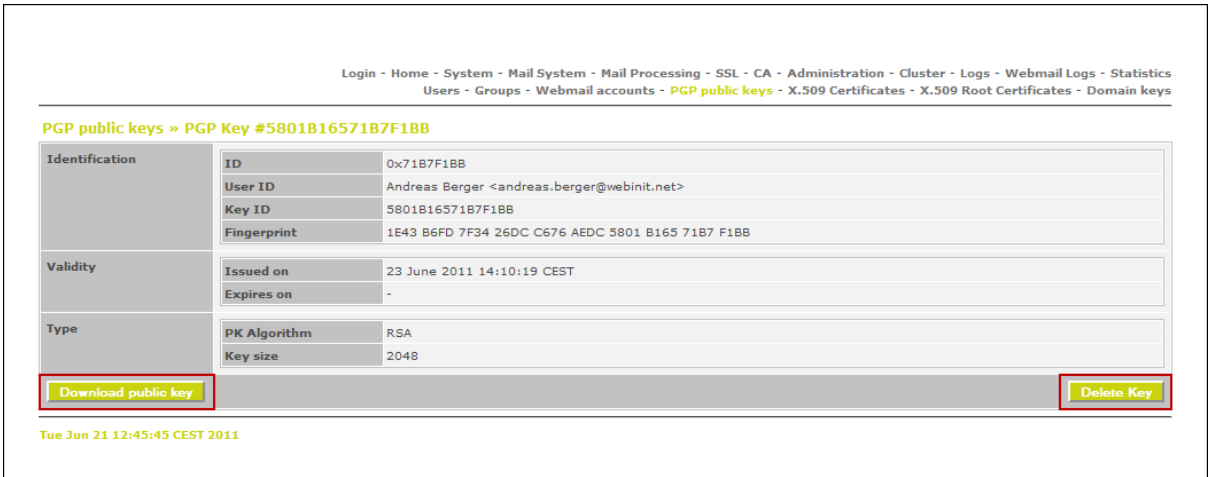 Login - Home - System - Mail System - Mail Processing - SSL - CA - Administration - Cluster - Logs - Webmail Logs - Statistics
Users - Groups - Webmail accounts - PGP public keys - X.509 Certificates - X.509 Root Certificates - Domain keys
PGP public keys » PGP Key #5801B16571B7F1BB
Identification
ID 0x71B7F1BB
User ID Andreas Berger <andreas.berger@webinit.net>
Key ID 5801B16571B7F1BB
Fingerprint 1E43 B6FD 7F34 26DC C676 AEDC 5801 B165 71B7 F1BB
Validity
Issued on 23 June 2011 14:10:19 CEST
Expires on -
Type
PK Algorithm RSA
Key size 2048
Download public key Delete Key
Tue Jun 21 12:45:45 CEST 2011